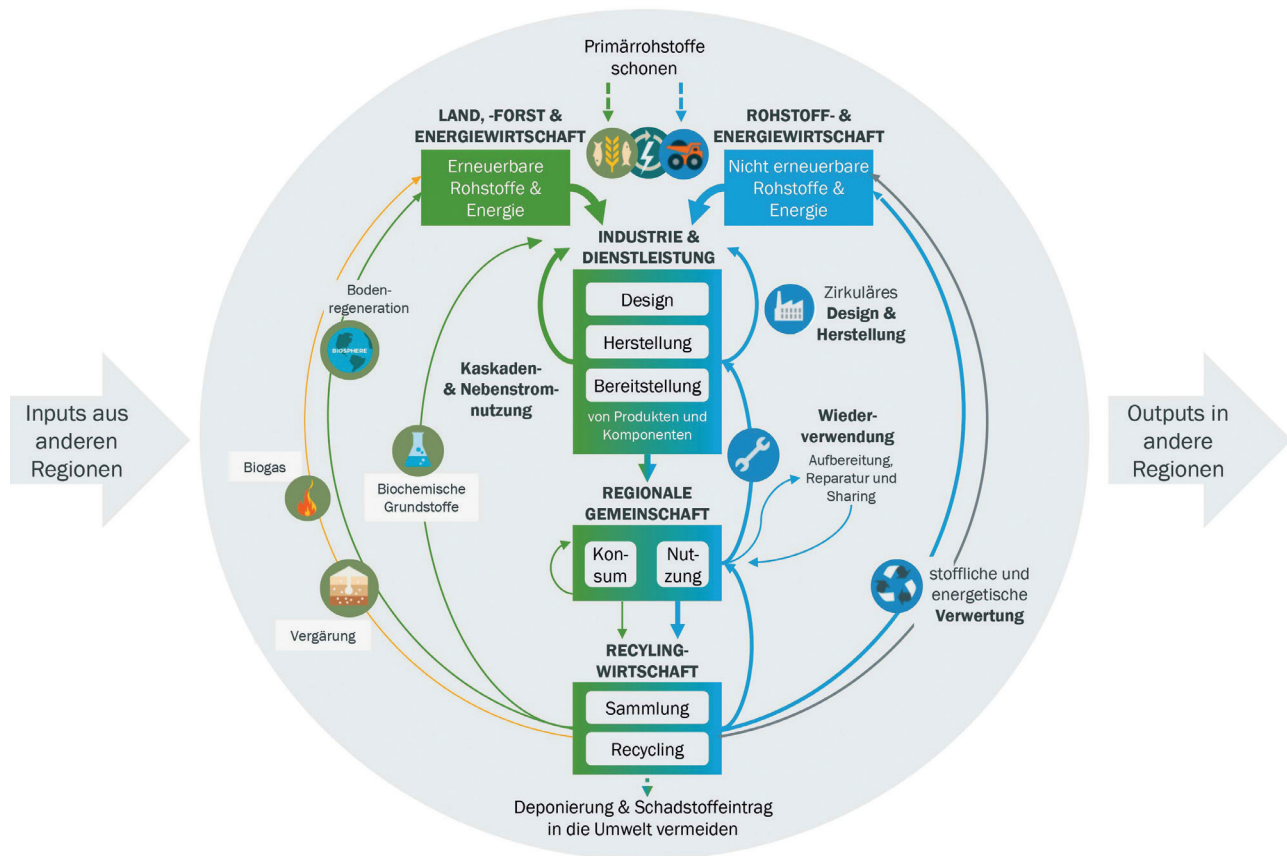 Primärrohstoffe
schonen
LAND, -FORST &
ENERGIEWIRTSCHAFT
ROHSTOFF- &
ENERGIEWIRTSCHAFT
Erneuerbare
Rohstoffe &
Energie
Nicht erneuerbare
Rohstoffe &
Energie
INDUSTRIE &
DIENSTLEISTUNG
Design
Herstellung
Bereitstellung
von Produkten und
Komponenten
Boden-
regeneration
BIOSPHERE
Zirkuläres
Design &
Herstellung
Kaskaden-
& Nebenstrom-
nutzung
Inputs aus
anderen
Regionen
Outputs in
andere
Regionen
Wieder-
verwendung
Aufbereitung,
Reparatur und
Sharing
Biogas
Biochemische
Grundstoffe
REGIONALE
GEMEINSCHAFT
Kon-
sum
Nut-
zung
stoffliche und
energetische
Verwertung
Vergärung
RECYLING-
WIRTSCHAFT
Sammlung
Recycling
Deponierung & Schadstoffeintrag
in die Umwelt vermeiden